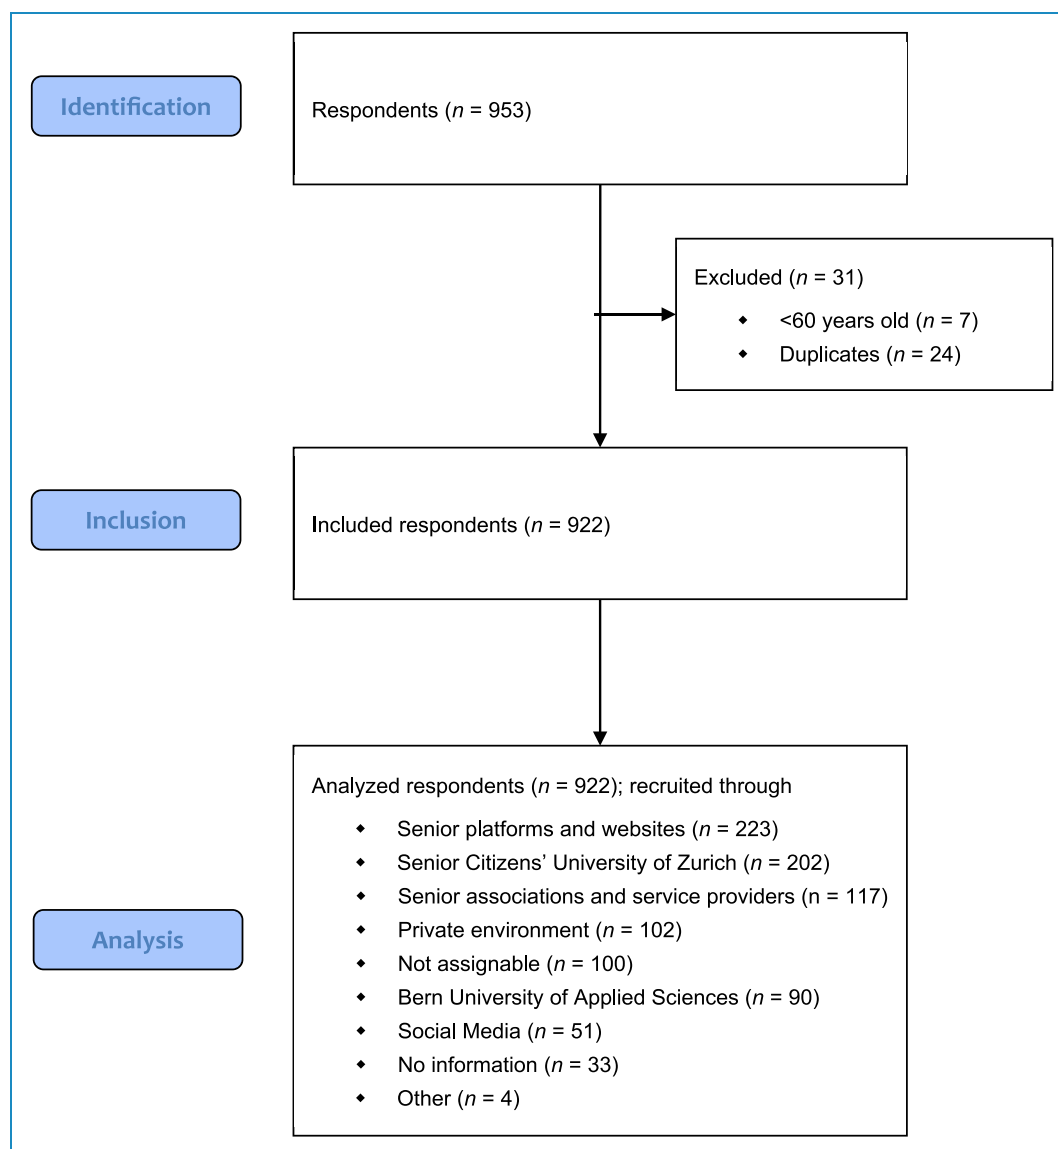 Identification
Respondents (n = 953)
Excluded (n = 31)
◆ <60 years old (n = 7)
◆ Duplicates (n = 24)
Inclusion
Included respondents (n = 922)
Analysis
Analyzed respondents (n = 922); recruited through
◆ Senior platforms and websites (n = 223)
◆ Senior Citizens’ University of Zurich (n = 202)
◆ Senior associations and service providers (n = 117)
◆ Private environment (n = 102)
◆ Not assignable (n = 100)
◆ Bern University of Applied Sciences (n = 90)
◆ Social Media (n = 51)
◆ No information (n = 33)
◆ Other (n = 4)